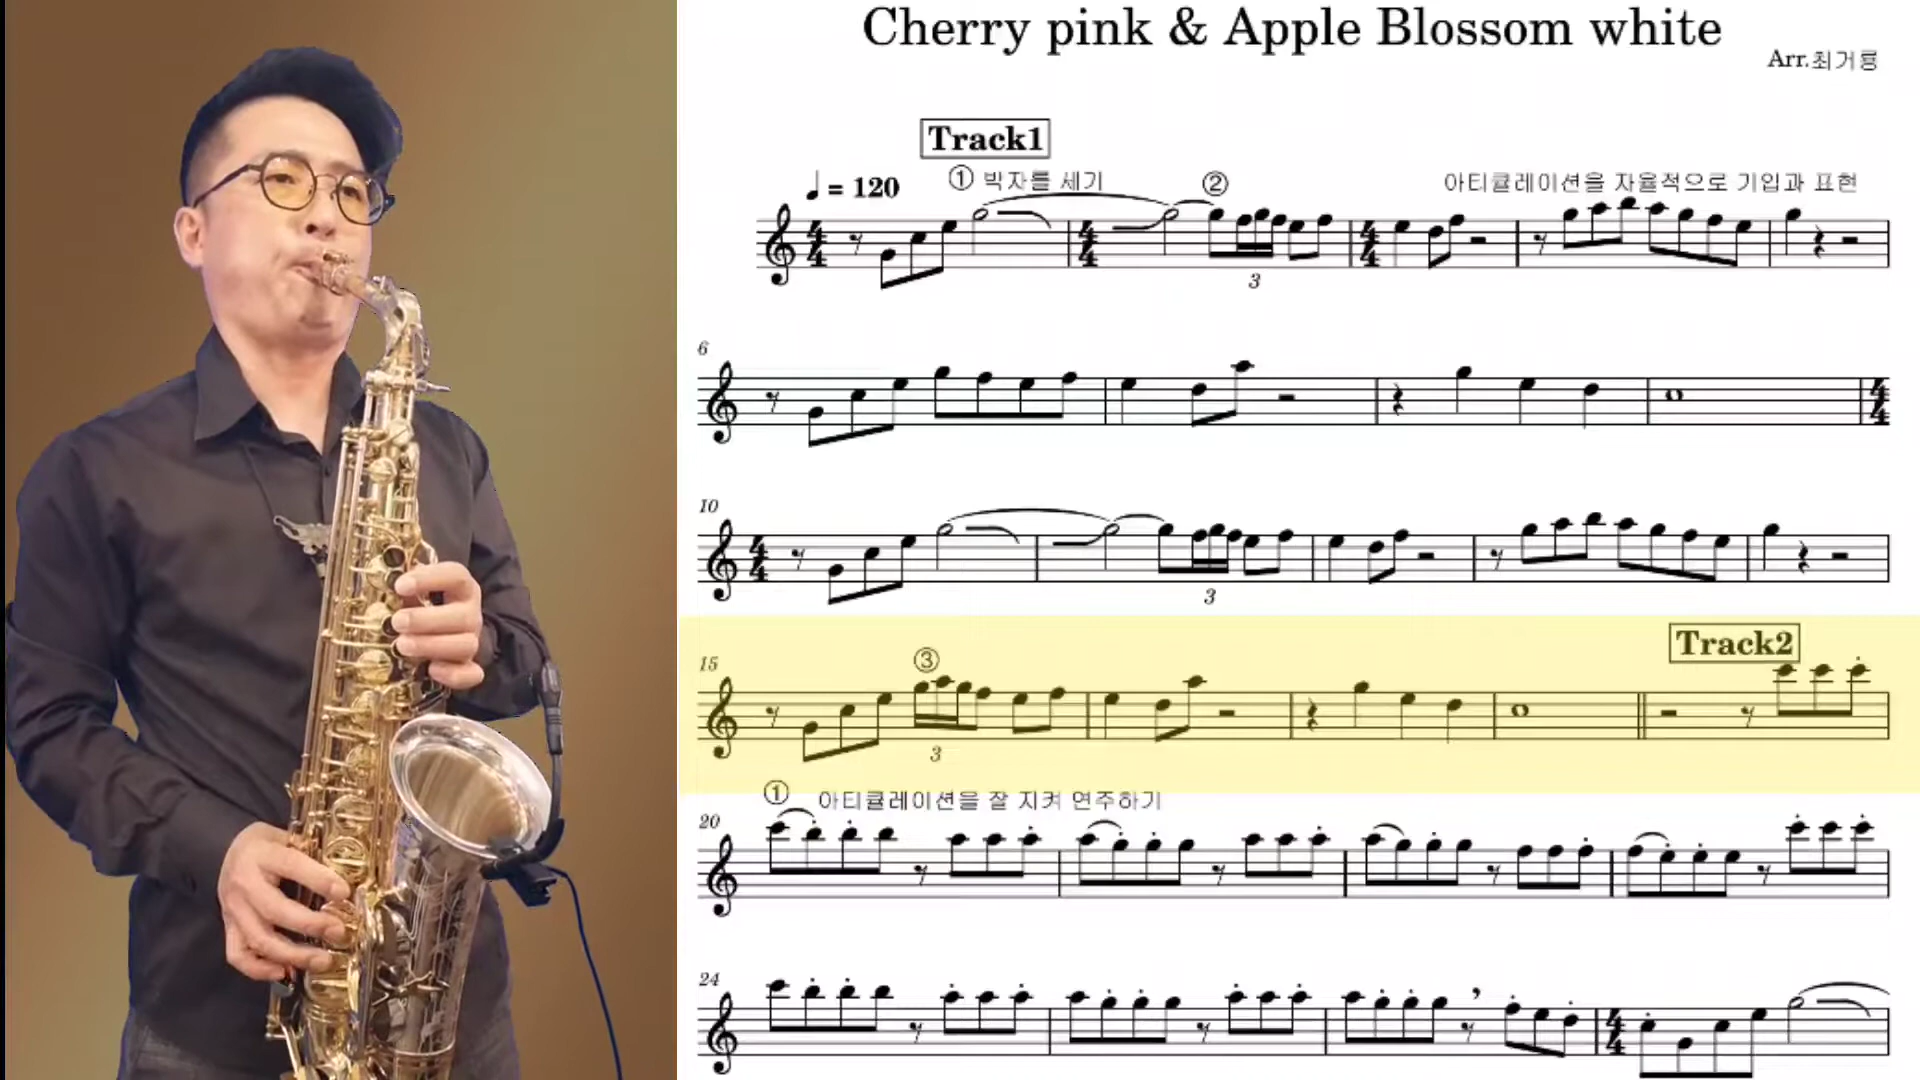 Cherry pink & Apple Blossom white
Arr.최거룡
Track1
♩ = 120
① 박자를 세기
②
아티큘레이션을 자율적으로 기입과 표현
3
6
10
3
Track2
15
③
3
① 아티큘레이션을 잘 지켜 연주하기
20
24